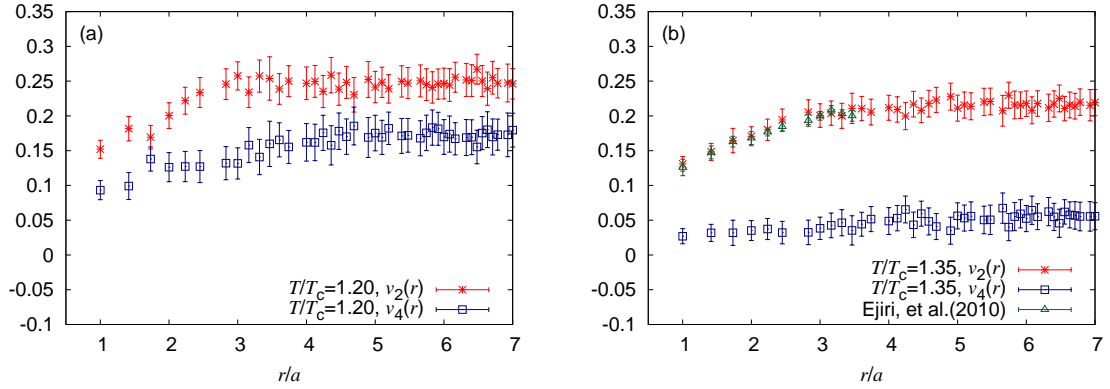 (a)
0.35
0.3
0.25
0.2
0.15
0.1
0.05
0
-0.05
-0.1
1 2 3 4 5 6 7
r/a
T/Tc=1.20, v2(r)
T/Tc=1.20, v4(r)
(b)
0.35
0.3
0.25
0.2
0.15
0.1
0.05
0
-0.05
-0.1
1 2 3 4 5 6 7
r/a
T/Tc=1.35, v2(r)
T/Tc=1.35, v4(r)
Ejiri, et al.(2010)